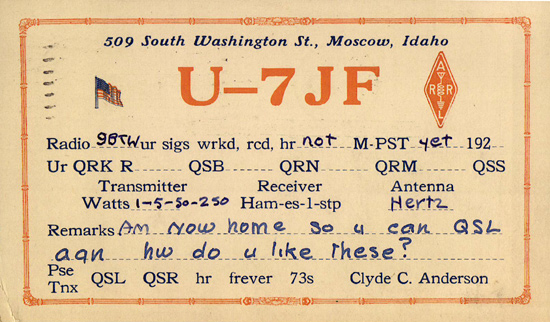 509 South Washington St., Moscow, Idaho
U-7JF
A
R R
L
Radio 9BTW ur sigs wrkd, rcd, hr not M-PST yet 192
Ur QRK R QSB QRN QRM QSS
Transmitter Receiver Antenna
Watts 1-5-50-250 Ham-es-1-stp Hertz
Remarks Am now home so u can QSL
agn hw do u like these?
Pse
Tnx QSL QSR hr frever 73s Clyde C. Anderson